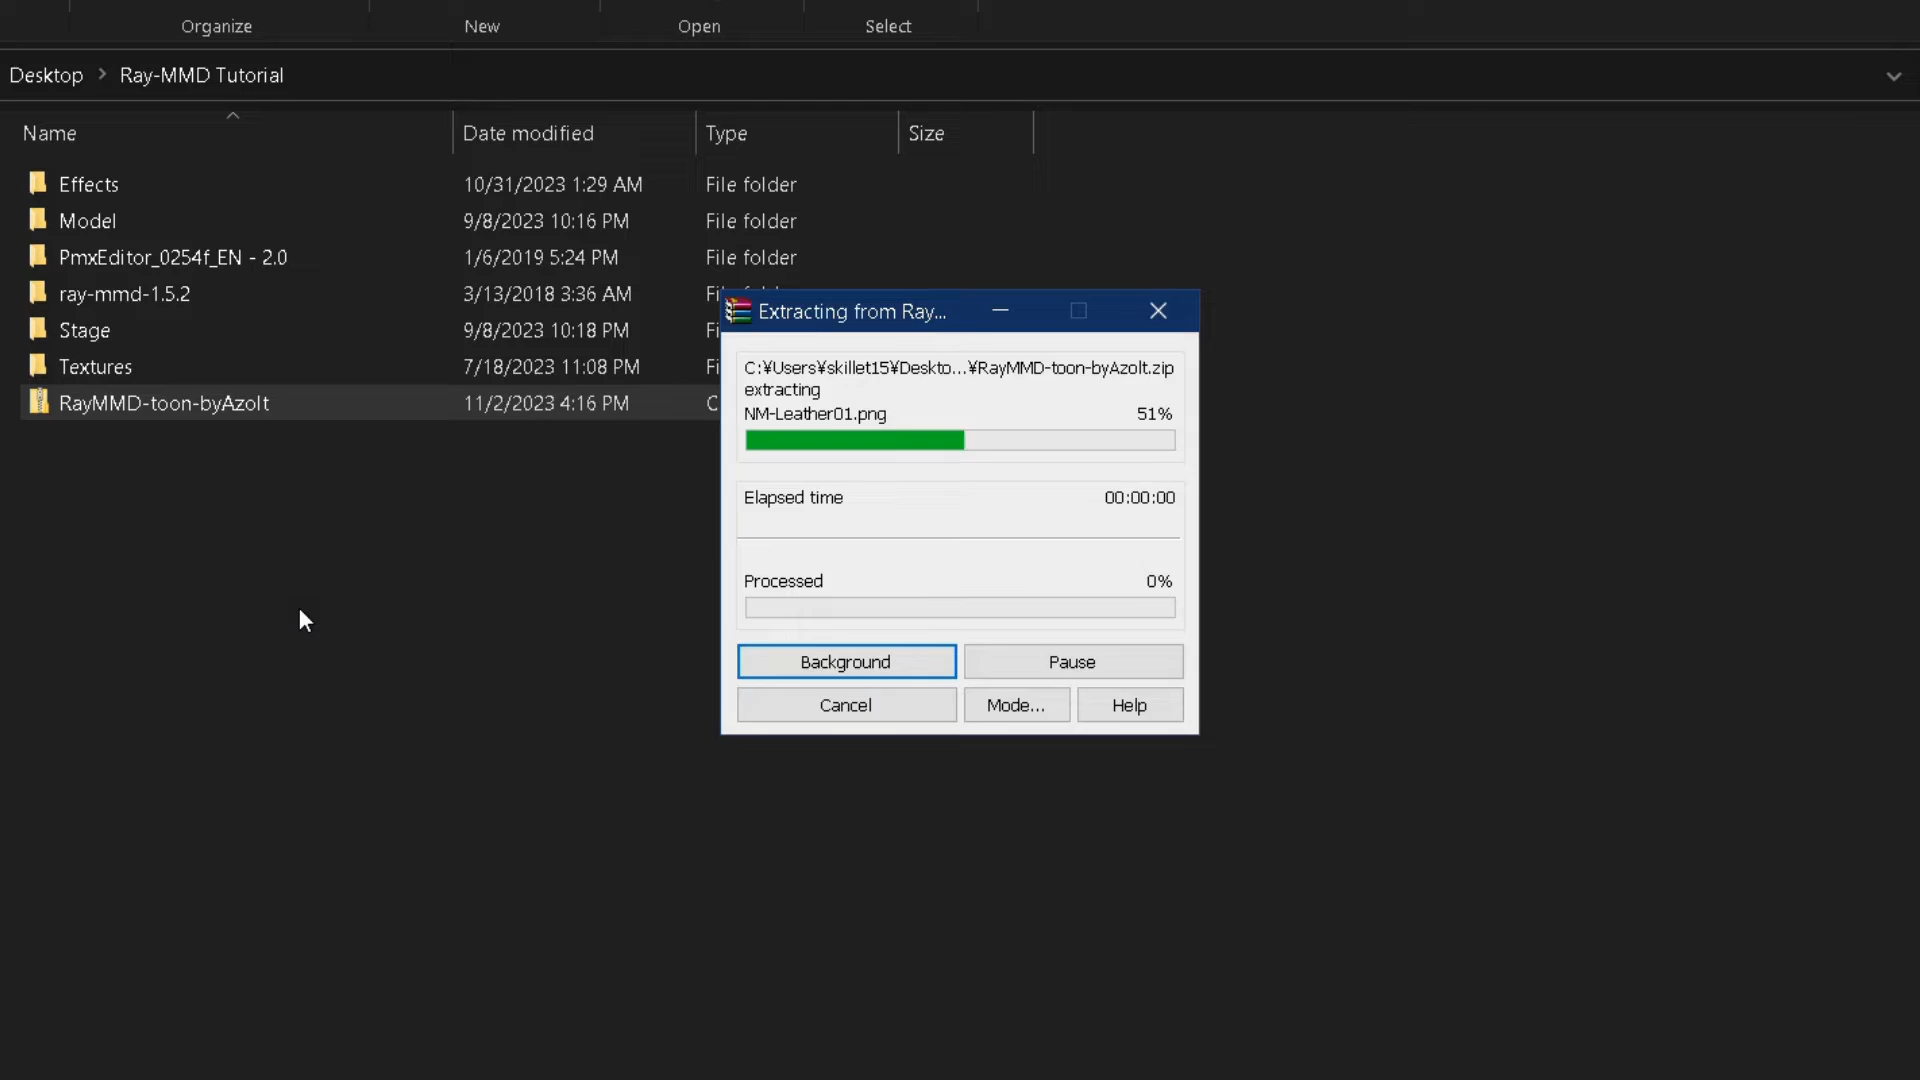 Organize New Open Select
Desktop Ray-MMD Tutorial
Name Date modified Type Size
Effects 10/31/2023 1:29 AM File folder
Model 9/8/2023 10:16 PM File folder
PmxEditor_0254f_EN - 2.0 1/6/2019 5:24 PM File folder
ray-mmd-1.5.2 3/13/2018 3:36 AM
Stage 9/8/2023 10:18 PM
Textures 7/18/2023 11:08 PM
RayMMD-toon-byAzolt 11/2/2023 4:16 PM
Extracting from Ray...
C:¥Users¥skillet15¥Deskto...¥RayMMD-toon-byAzolt.zip
extracting
NM-Leather01.png 51%
Elapsed time 00:00:00
Processed 0%
Background Pause
Cancel Mode... Help